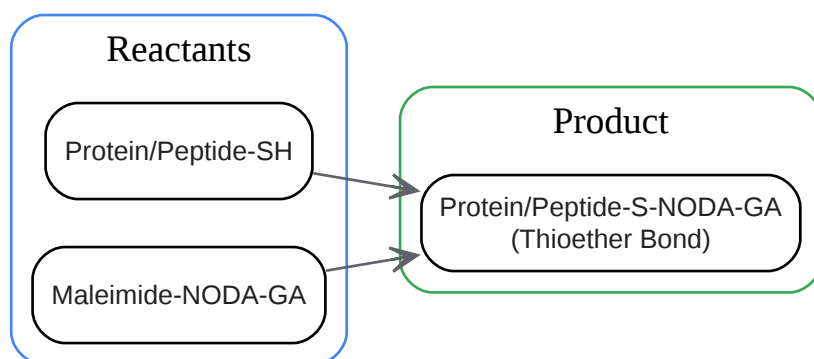 Reactants
Protein/Peptide-SH
Maleimide-NODA-GA
Product
Protein/Peptide-S-NODA-GA
(Thioether Bond)